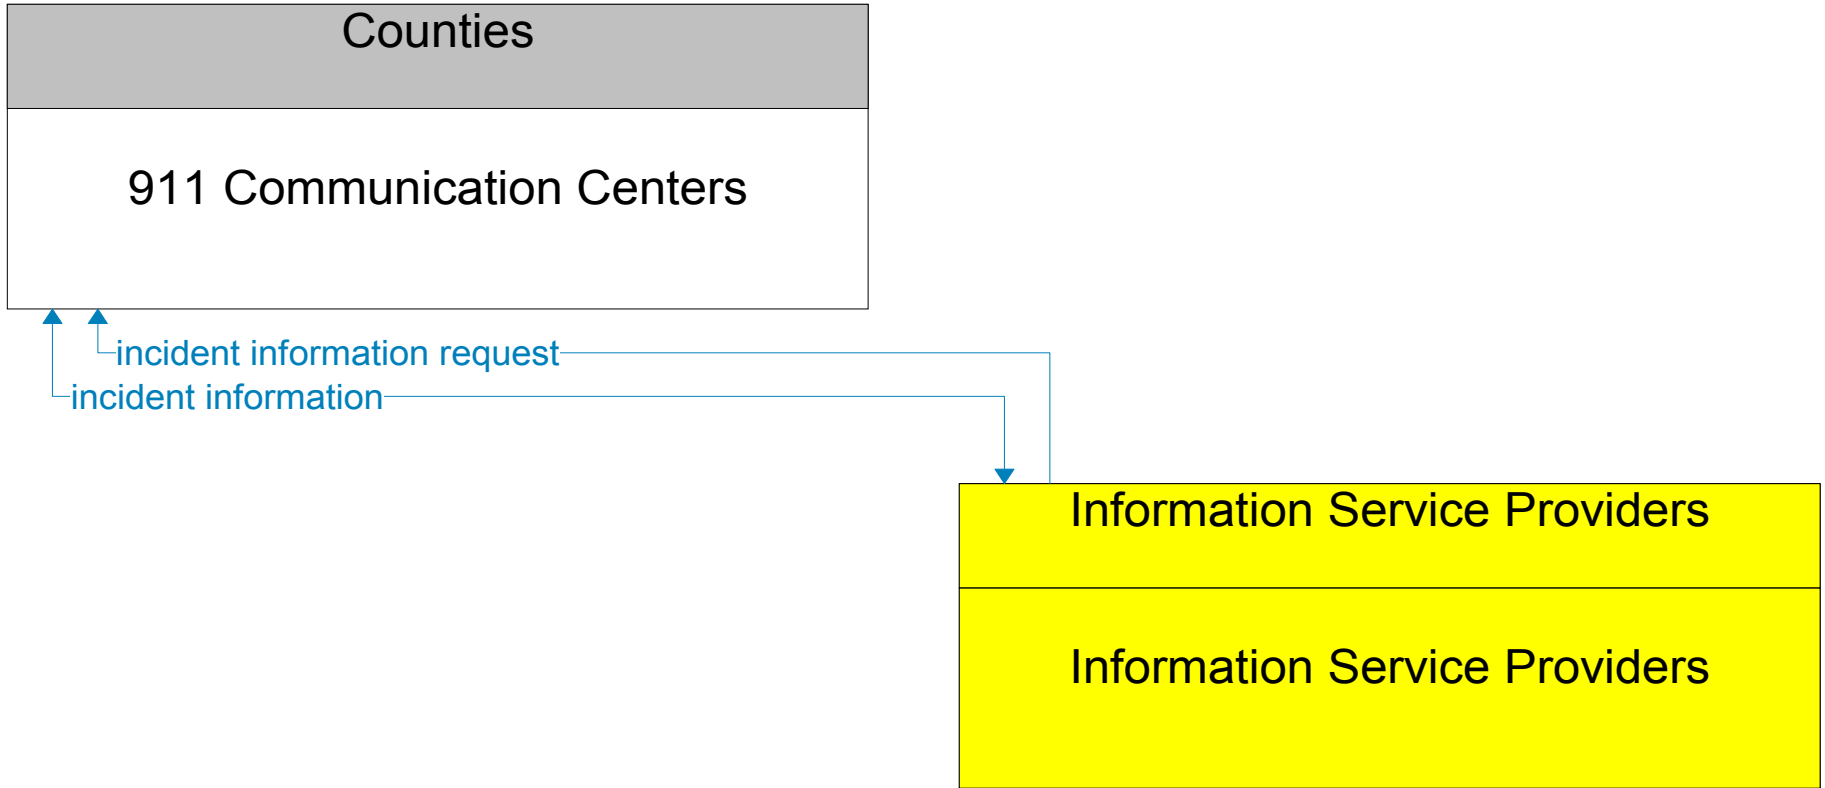 Counties
911 Communication Centers
incident information request
incident information
Information Service Providers
Information Service Providers